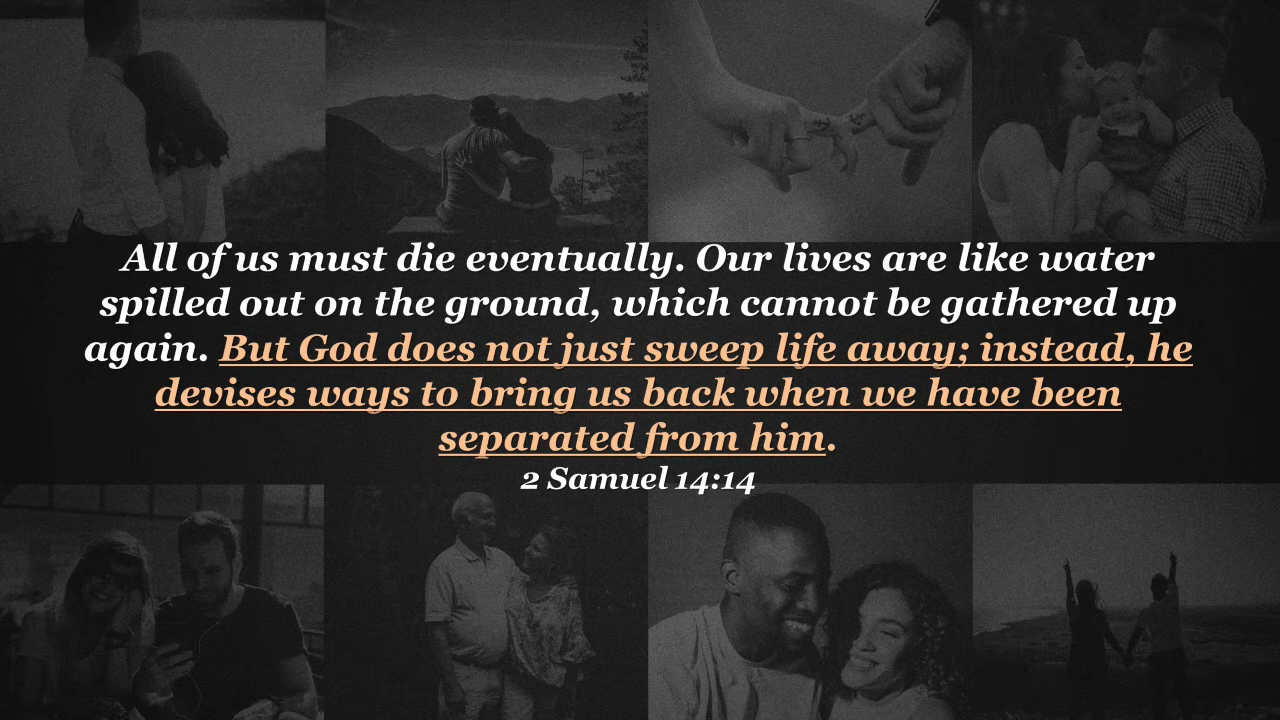 All of us must die eventually. Our lives are like water
spilled out on the ground, which cannot be gathered up
again. But God does not just sweep life away; instead, he
devises ways to bring us back when we have been
separated from him.
2 Samuel 14:14